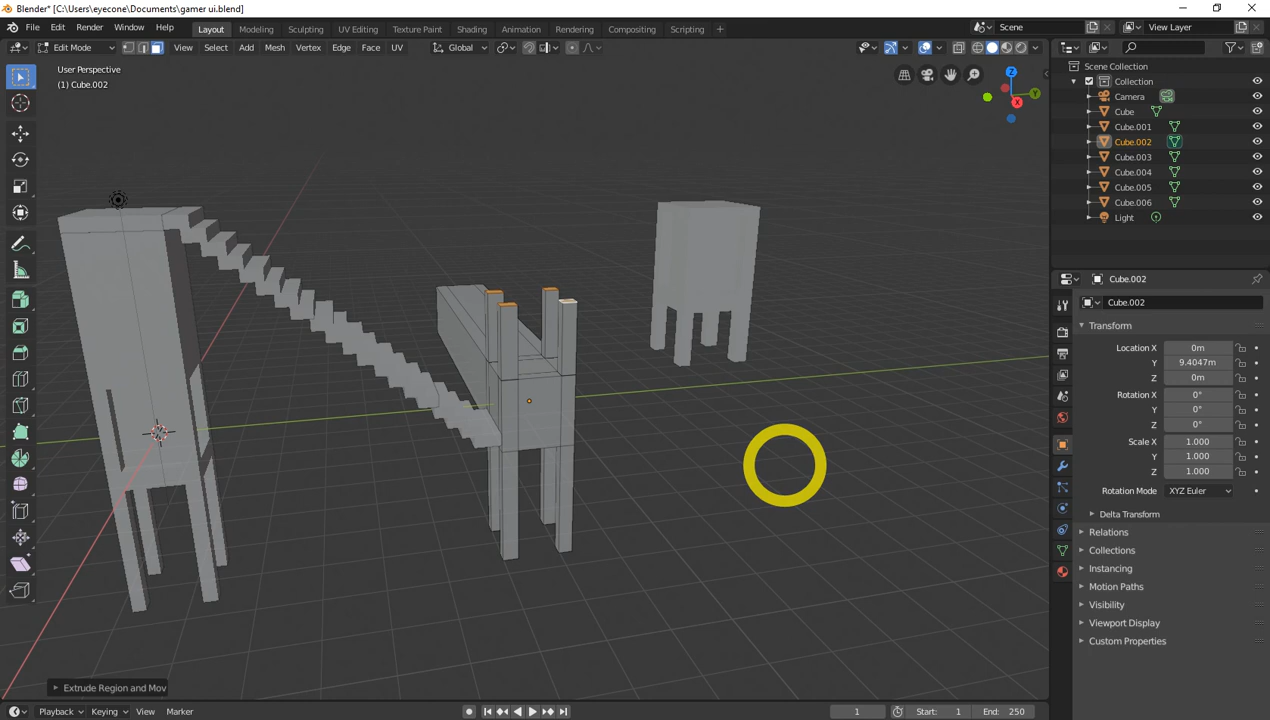 Blender* [C:\Users\eyecone\Documents\gamer ui.blend]
File Edit Render Window Help Layout Modeling Sculpting UV Editing Texture Paint Shading Animation Rendering Compositing Scripting + Scene View Layer
Edit Mode View Select Add Mesh Vertex Edge Face UV Global
User Perspective
(1) Cube.002
Z
Y
X
Scene Collection
Collection
Camera
Cube
Cube.001
Cube.002
Cube.003
Cube.004
Cube.005
Cube.006
Light
Cube.002
Cube.002
Transform
Location X 0m
Y 9.4047m
Z 0m
Rotation X 0°
Y 0°
Z 0°
Scale X 1.000
Y 1.000
Z 1.000
Rotation Mode XYZ Euler
Delta Transform
Relations
Collections
Instancing
Motion Paths
Visibility
Viewport Display
Custom Properties
Extrude Region and Mov
Playback Keying View Marker 1 Start: 1 End: 250